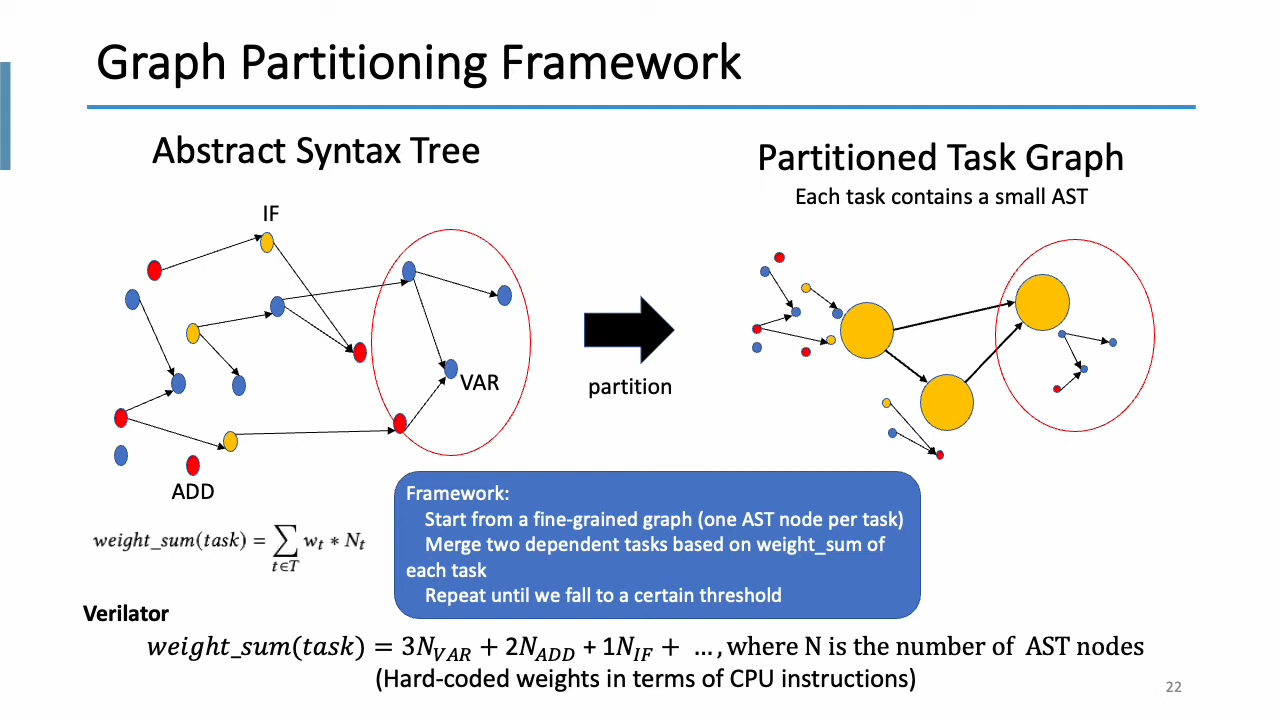 Graph Partitioning Framework
Abstract Syntax Tree
Partitioned Task Graph
Each task contains a small AST
IF
VAR
partition
ADD
Framework:
Start from a fine-grained graph (one AST node per task)
Merge two dependent tasks based on weight_sum of
each task
Repeat until we fall to a certain threshold
weight_sum(task) = ∑ w_t * N_t
t∈T
Verilator
weight_sum(task) = 3N_VAR + 2N_ADD + 1N_IF + … , where N is the number of AST nodes
(Hard-coded weights in terms of CPU instructions)
22